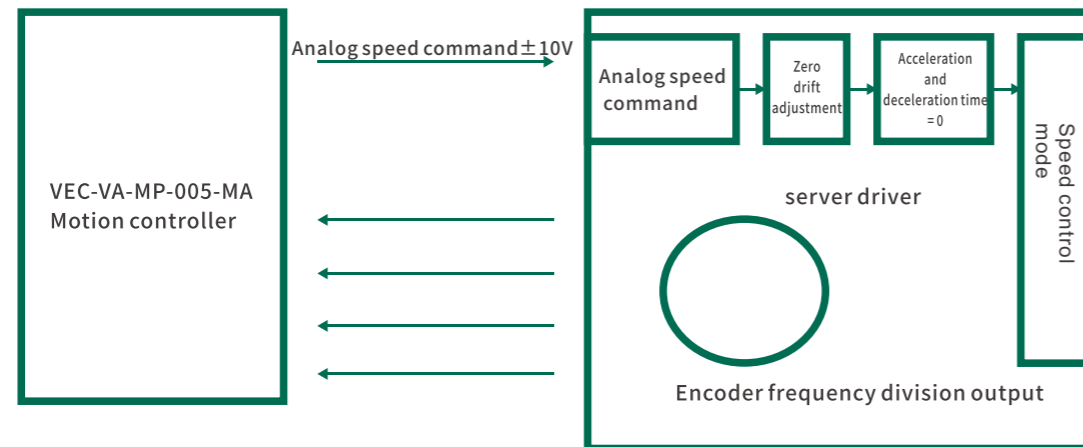 Analog speed command±10V
VEC-VA-MP-005-MA
Motion controller
Analog speed
command
Zero
drift
adjustment
Acceleration
and
deceleration time
=0
Speed control
mode
server driver
Encoder frequency division output